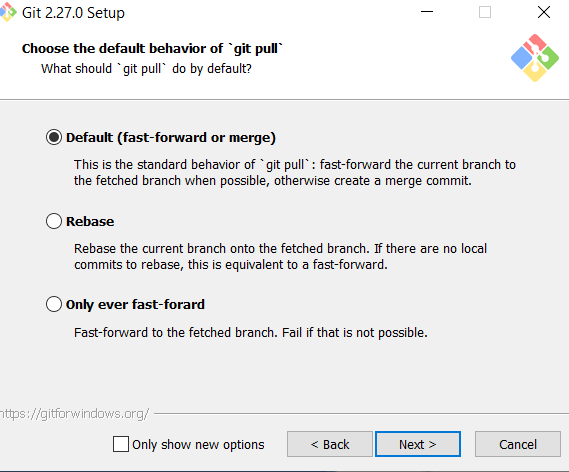 Git 2.27.0 Setup
Choose the default behavior of `git pull`
What should `git pull` do by default?
Default (fast-forward or merge)
This is the standard behavior of `git pull`: fast-forward the current branch to
the fetched branch when possible, otherwise create a merge commit.
Rebase
Rebase the current branch onto the fetched branch. If there are no local
commits to rebase, this is equivalent to a fast-forward.
Only ever fast-forard
Fast-forward to the fetched branch. Fail if that is not possible.
https://gitforwindows.org/
Only show new options
< Back
Next >
Cancel